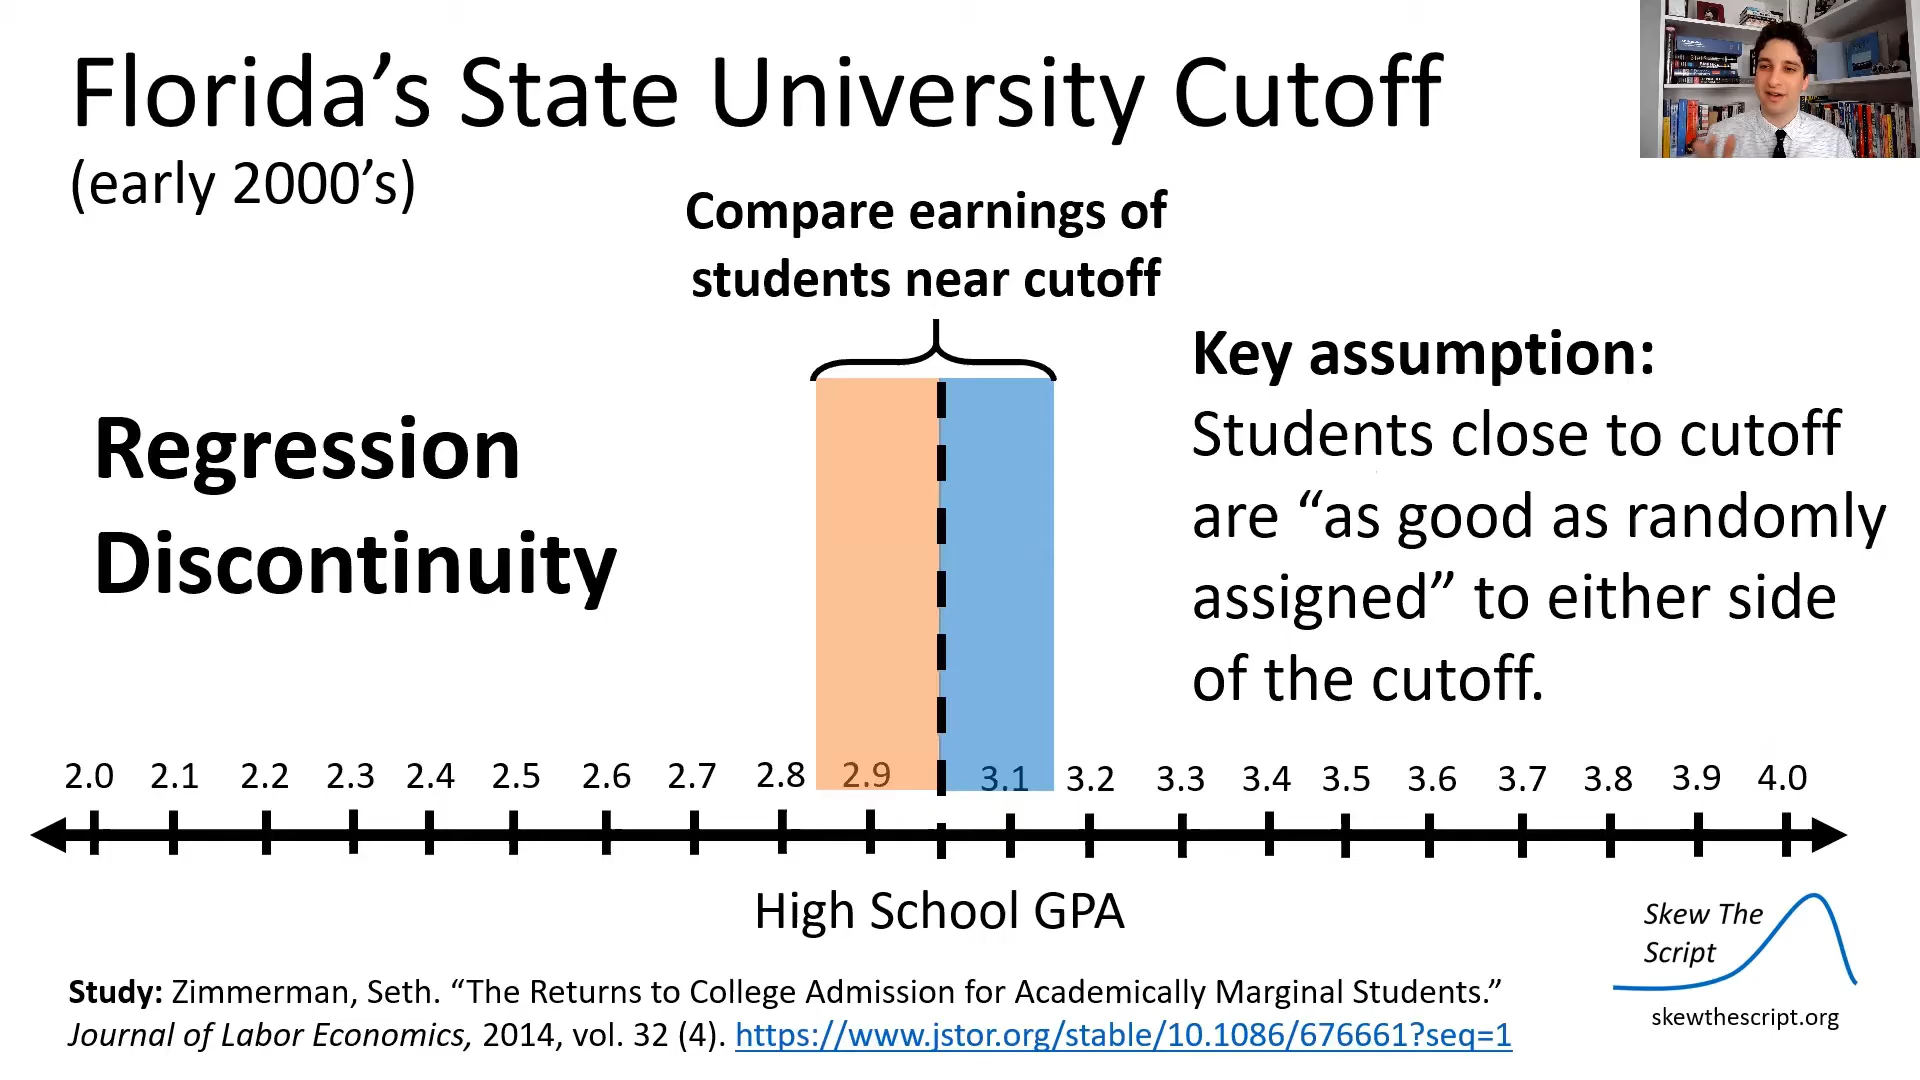 Florida’s State University Cutoff
(early 2000’s)
Compare earnings of
students near cutoff
Regression
Discontinuity
Key assumption:
Students close to cutoff
are “as good as randomly
assigned” to either side
of the cutoff.
2.0 2.1 2.2 2.3 2.4 2.5 2.6 2.7 2.8 2.9 3.1 3.2 3.3 3.4 3.5 3.6 3.7 3.8 3.9 4.0
High School GPA
Study: Zimmerman, Seth. “The Returns to College Admission for Academically Marginal Students.”
Journal of Labor Economics, 2014, vol. 32 (4). https://www.jstor.org/stable/10.1086/676661?seq=1
Skew The
Script
skewthescript.org